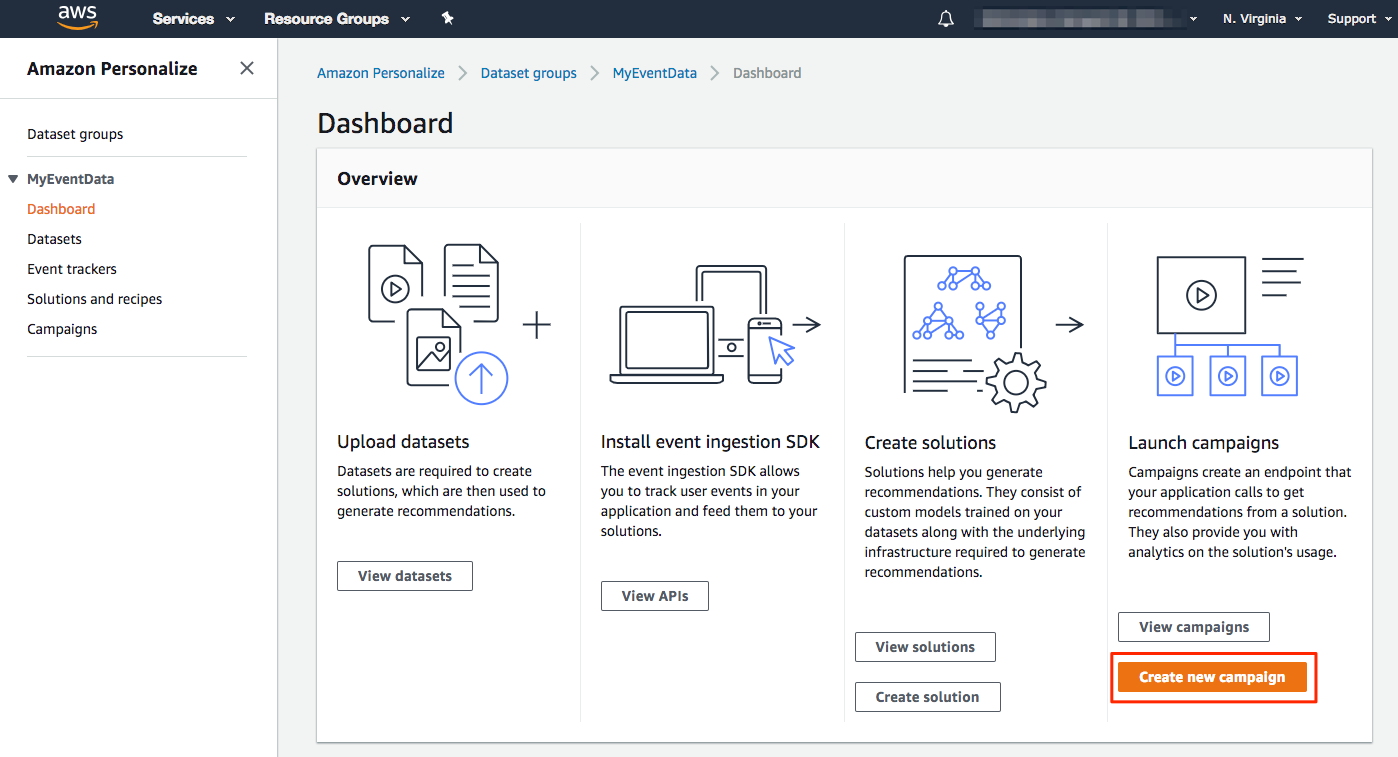 aws
Services
Resource Groups
N. Virginia
Support
Amazon Personalize
Dataset groups
MyEventData
Dashboard
Datasets
Event trackers
Solutions and recipes
Campaigns
Amazon Personalize
Dataset groups
MyEventData
Dashboard
Dashboard
Overview
Upload datasets
Datasets are required to create
solutions, which are then used to
generate recommendations.
View datasets
Install event ingestion SDK
The event ingestion SDK allows
you to track user events in your
application and feed them to your
solutions.
View APIs
Create solutions
Solutions help you generate
recommendations. They consist of
custom models trained on your
datasets along with the underlying
infrastructure required to generate
recommendations.
View solutions
Create solution
Launch campaigns
Campaigns create an endpoint that
your application calls to get
recommendations from a solution.
They also provide you with
analytics on the solution's usage.
View campaigns
Create new campaign